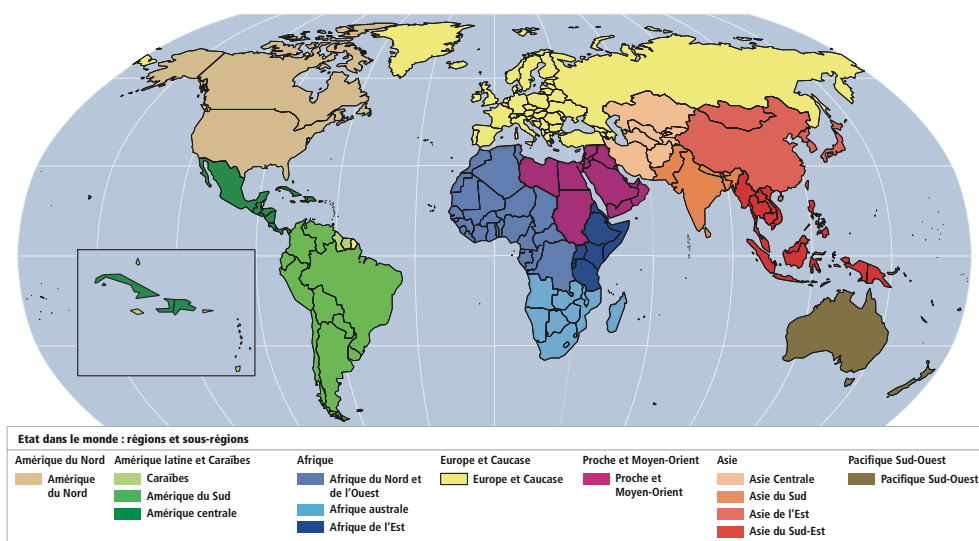 Etat dans le monde : régions et sous-régions
Amérique du Nord
Amérique
du Nord
Amérique latine et Caraïbes
Caraïbes
Amérique du Sud
Amérique centrale
Afrique
Afrique du Nord et
de l'Ouest
Afrique australe
Afrique de l'Est
Europe et Caucase
Europe et Caucase
Proche et Moyen-Orient
Proche et
Moyen-Orient
Asie
Asie Centrale
Asie du Sud
Asie de l'Est
Asie du Sud-Est
Pacifique Sud-Ouest
Pacifique Sud-Ouest